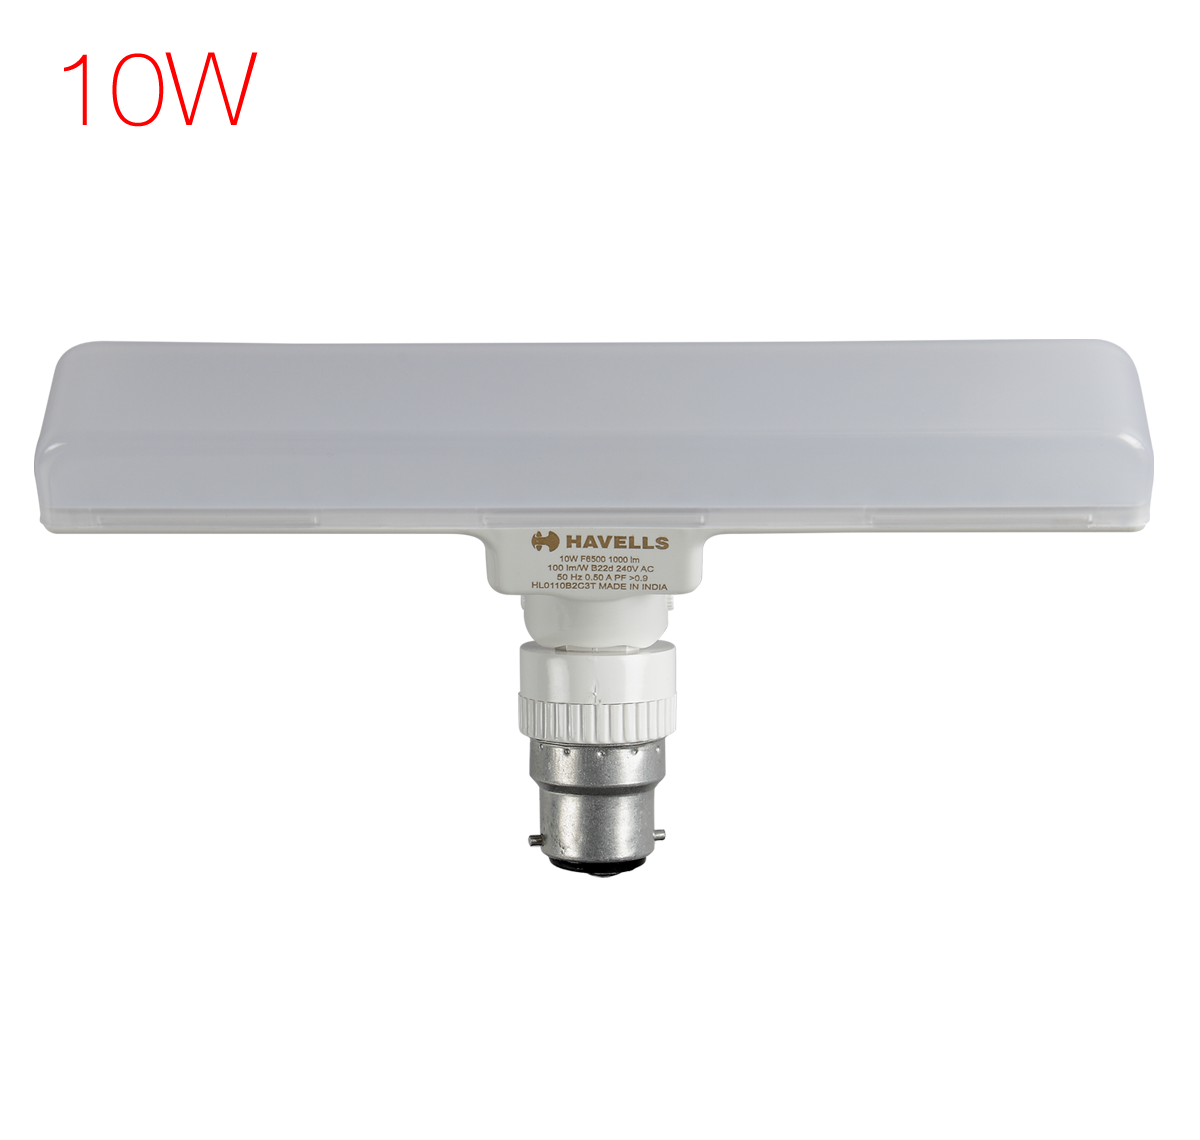 10W
HAVELLS
10W F6500 1000 lm
100 lm/W B22d 240V AC
50 Hz 0.50 A PF >0.9
HL0110B2C3T MADE IN INDIA